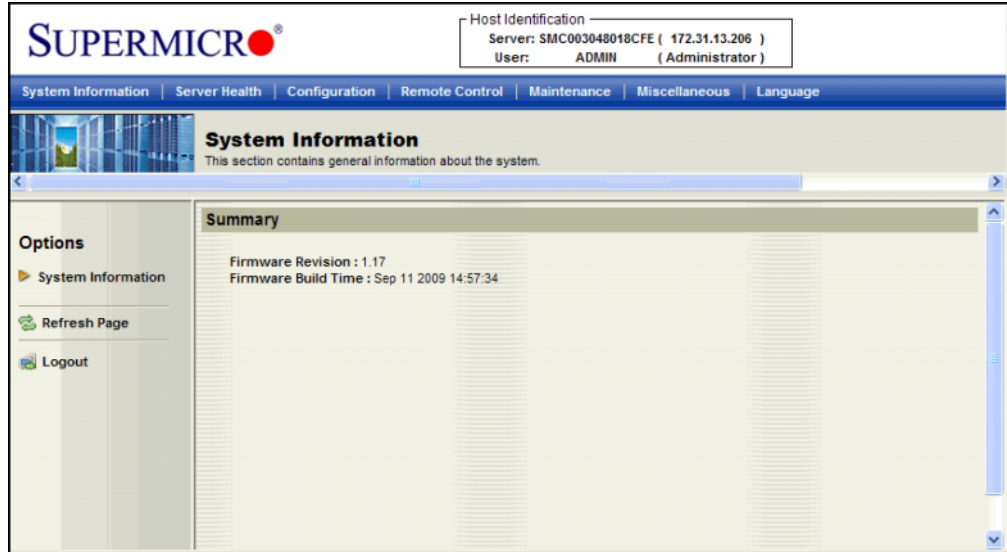 SUPERMICRO®
Host Identification
Server: SMC003048018CFE ( 172.31.13.206 )
User: ADMIN ( Administrator )
System Information | Server Health | Configuration | Remote Control | Maintenance | Miscellaneous | Language
System Information
This section contains general information about the system.
Options
System Information
Refresh Page
Logout
Summary
Firmware Revision : 1.17
Firmware Build Time : Sep 11 2009 14:57:34